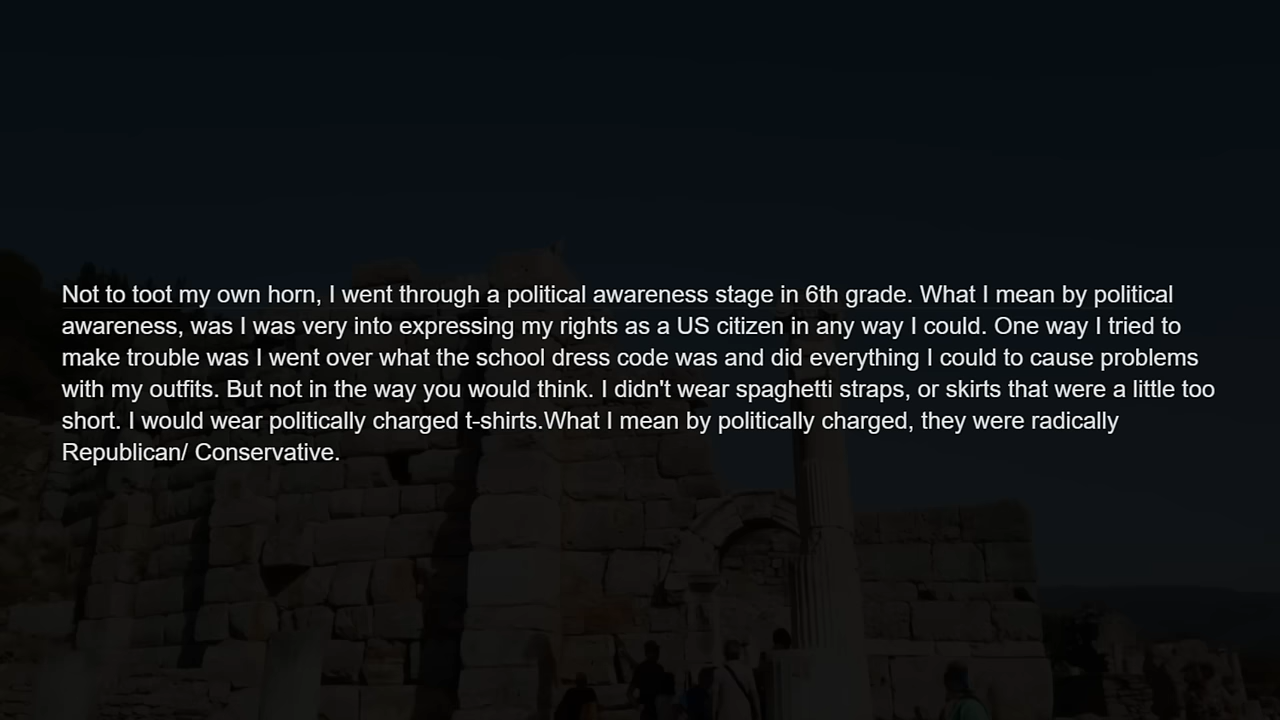 Not to toot my own horn, I went through a political awareness stage in 6th grade. What I mean by political
awareness, was I was very into expressing my rights as a US citizen in any way I could. One way I tried to
make trouble was I went over what the school dress code was and did everything I could to cause problems
with my outfits. But not in the way you would think. I didn't wear spaghetti straps, or skirts that were a little too
short. I would wear politically charged t-shirts.What I mean by politically charged, they were radically
Republican/ Conservative.